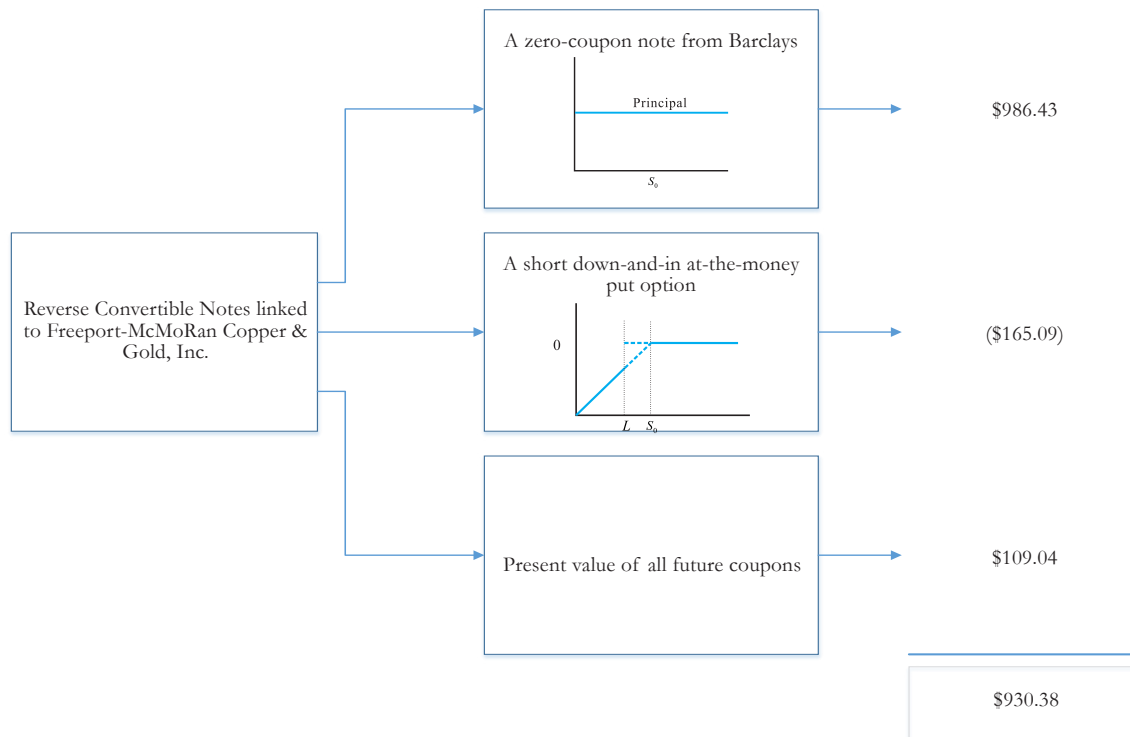 A zero-coupon note from Barclays
Principal
S₀
$986.43
Reverse Convertible Notes linked
to Freeport-McMoRan Copper &
Gold, Inc.
A short down-and-in at-the-money
put option
0
L S₀
($165.09)
Present value of all future coupons
$109.04
$930.38